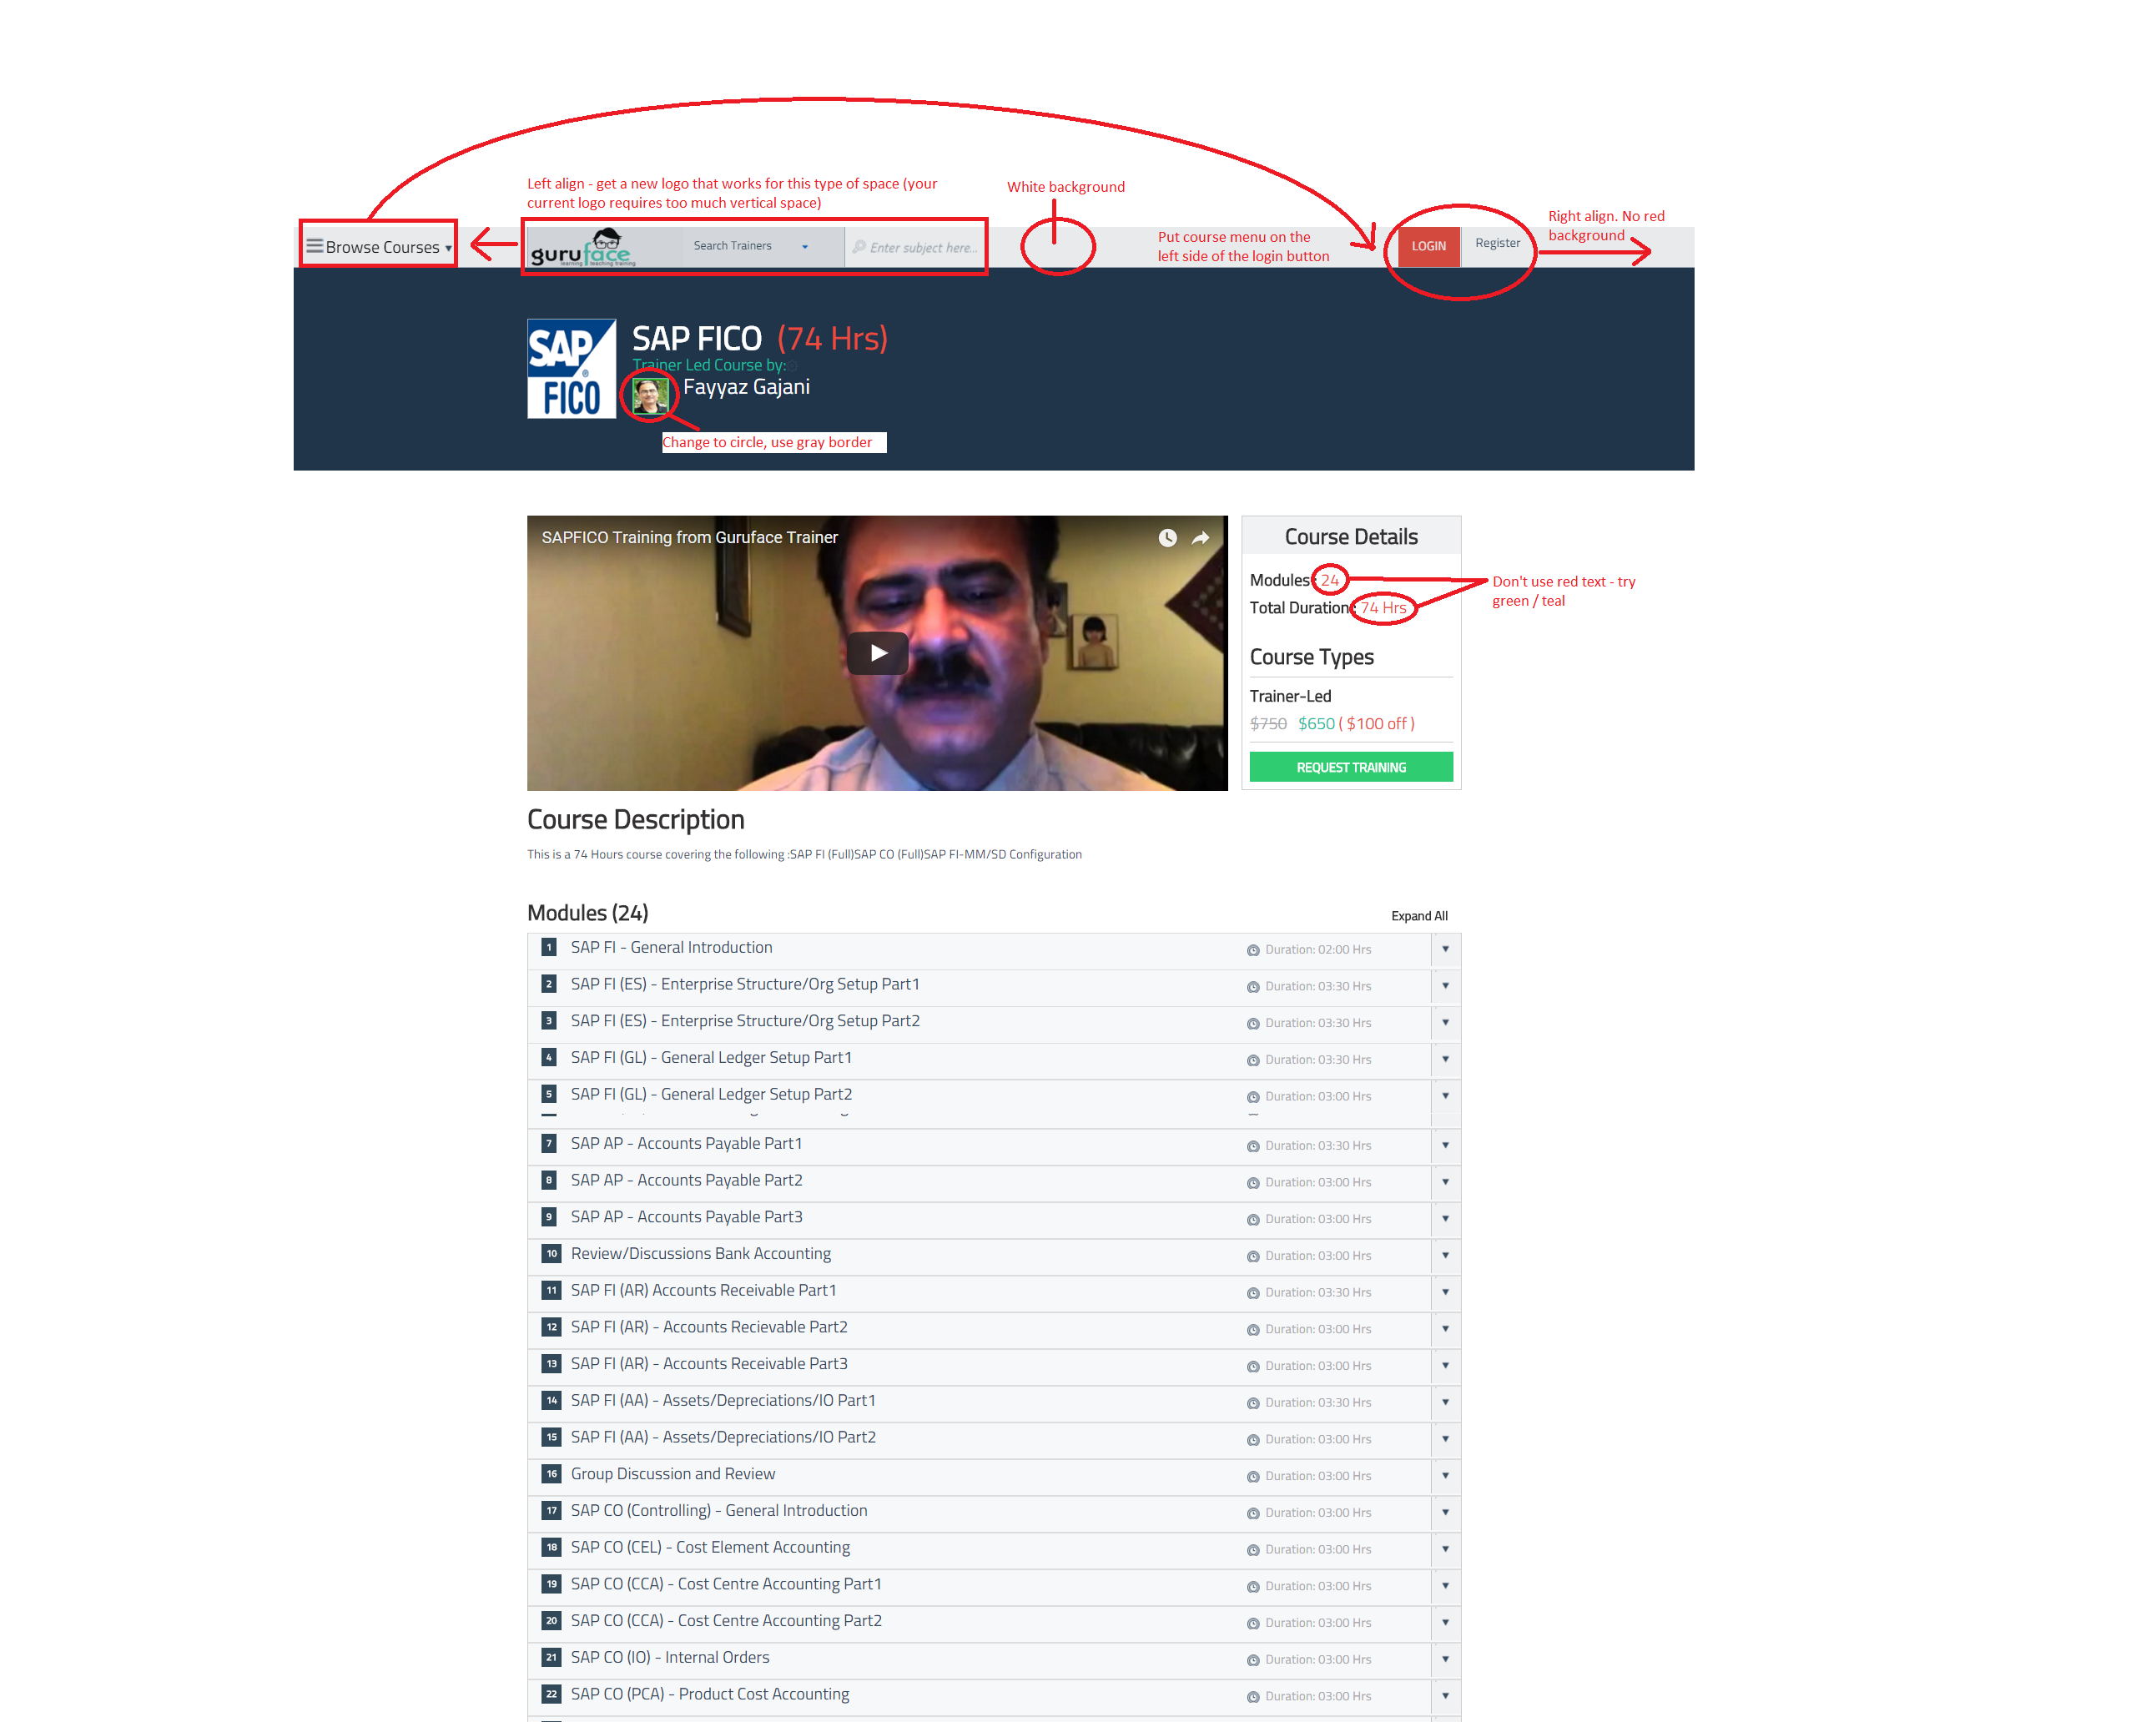 Left align - get a new logo that works for this type of space (your
current logo requires too much vertical space)
White background
Right align. No red
background
Put course menu on the
left side of the login button
Browse Courses
guruface
learning teaching training
Search Trainers
Enter subject here...
LOGIN
Register
SAP
FICO
SAP FICO (74 Hrs)
Trainer Led Course by:
Fayyaz Gajani
Change to circle, use gray border
SAPFICO Training from Guruface Trainer
Course Details
Modules: 24
Total Duration: 74 Hrs
Don't use red text - try
green / teal
Course Types
Trainer-Led
$750 $650 ( $100 off )
REQUEST TRAINING
Course Description
This is a 74 Hours course covering the following :SAP FI (Full)SAP CO (Full)SAP FI-MM/SD Configuration
Modules (24)
Expand All
1 SAP FI - General Introduction Duration: 02:00 Hrs
2 SAP FI (ES) - Enterprise Structure/Org Setup Part1 Duration: 03:30 Hrs
3 SAP FI (ES) - Enterprise Structure/Org Setup Part2 Duration: 03:30 Hrs
4 SAP FI (GL) - General Ledger Setup Part1 Duration: 03:30 Hrs
5 SAP FI (GL) - General Ledger Setup Part2 Duration: 03:00 Hrs
7 SAP AP - Accounts Payable Part1 Duration: 03:30 Hrs
8 SAP AP - Accounts Payable Part2 Duration: 03:00 Hrs
9 SAP AP - Accounts Payable Part3 Duration: 03:00 Hrs
10 Review/Discussions Bank Accounting Duration: 03:00 Hrs
11 SAP FI (AR) Accounts Receivable Part1 Duration: 03:30 Hrs
12 SAP FI (AR) - Accounts Recievable Part2 Duration: 03:00 Hrs
13 SAP FI (AR) - Accounts Receivable Part3 Duration: 03:00 Hrs
14 SAP FI (AA) - Assets/Depreciations/IO Part1 Duration: 03:30 Hrs
15 SAP FI (AA) - Assets/Depreciations/IO Part2 Duration: 03:00 Hrs
16 Group Discussion and Review Duration: 03:00 Hrs
17 SAP CO (Controlling) - General Introduction Duration: 03:00 Hrs
18 SAP CO (CEL) - Cost Element Accounting Duration: 03:00 Hrs
19 SAP CO (CCA) - Cost Centre Accounting Part1 Duration: 03:00 Hrs
20 SAP CO (CCA) - Cost Centre Accounting Part2 Duration: 03:00 Hrs
21 SAP CO (IO) - Internal Orders Duration: 03:00 Hrs
22 SAP CO (PCA) - Product Cost Accounting Duration: 03:00 Hrs